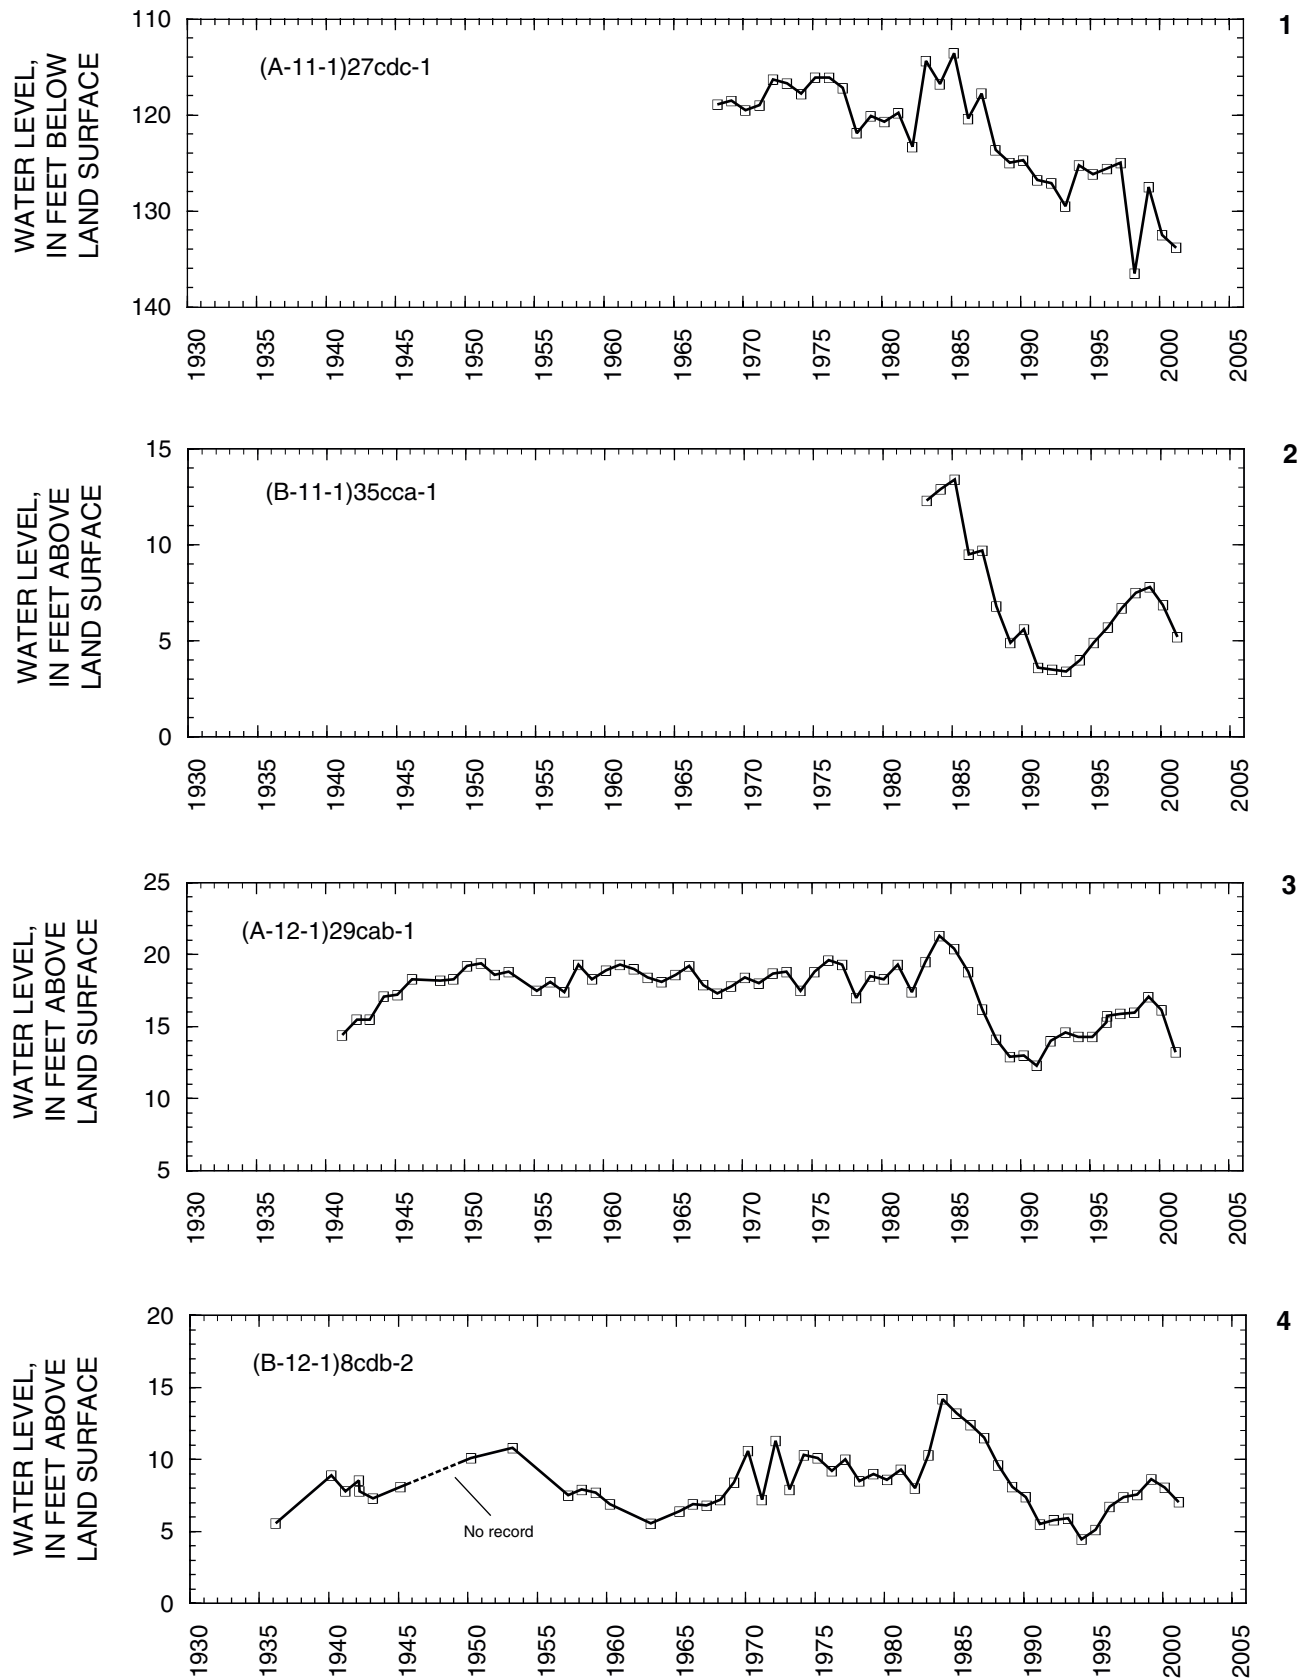 1
WATER LEVEL,
IN FEET BELOW
LAND SURFACE
110
120
130
140
(A-11-1)27cdc-1
1930 1935 1940 1945 1950 1955 1960 1965 1970 1975 1980 1985 1990 1995 2000 2005
2
WATER LEVEL,
IN FEET ABOVE
LAND SURFACE
15
10
5
0
(B-11-1)35cca-1
1930 1935 1940 1945 1950 1955 1960 1965 1970 1975 1980 1985 1990 1995 2000 2005
3
WATER LEVEL,
IN FEET ABOVE
LAND SURFACE
25
20
15
10
5
(A-12-1)29cab-1
1930 1935 1940 1945 1950 1955 1960 1965 1970 1975 1980 1985 1990 1995 2000 2005
4
WATER LEVEL,
IN FEET ABOVE
LAND SURFACE
20
15
10
5
0
(B-12-1)8cdb-2
No record
1930 1935 1940 1945 1950 1955 1960 1965 1970 1975 1980 1985 1990 1995 2000 2005